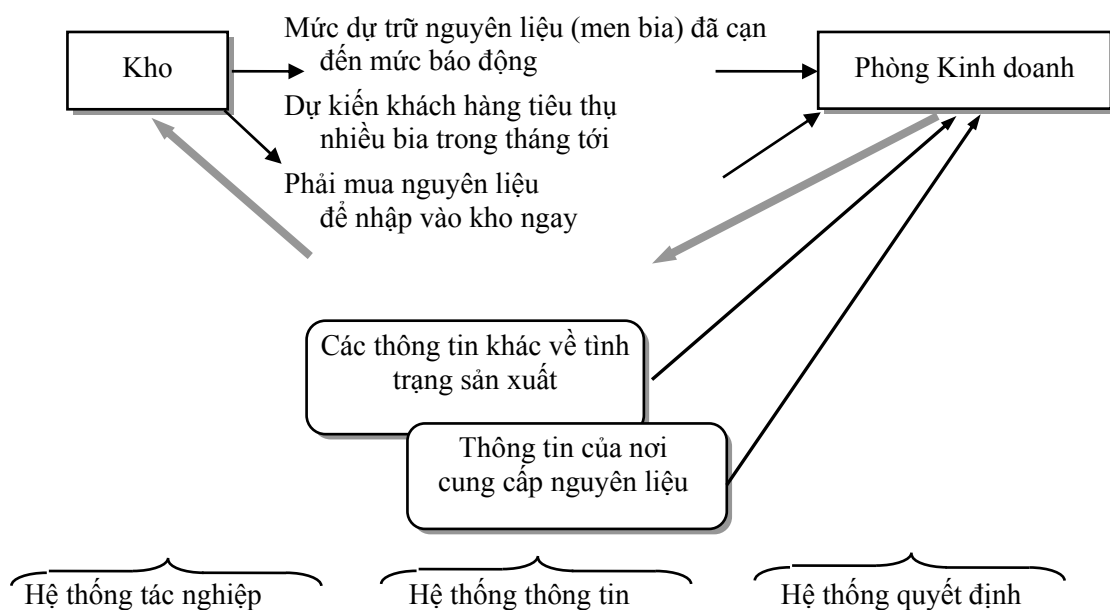 Kho
Mức dự trữ nguyên liệu (men bia) đã cạn
đến mức báo động
Dự kiến khách hàng tiêu thụ
nhiều bia trong tháng tới
Phải mua nguyên liệu
để nhập vào kho ngay
Phòng Kinh doanh
Các thông tin khác về tình
trạng sản xuất
Thông tin của nơi
cung cấp nguyên liệu
Hệ thống tác nghiệp
Hệ thống thông tin
Hệ thống quyết định